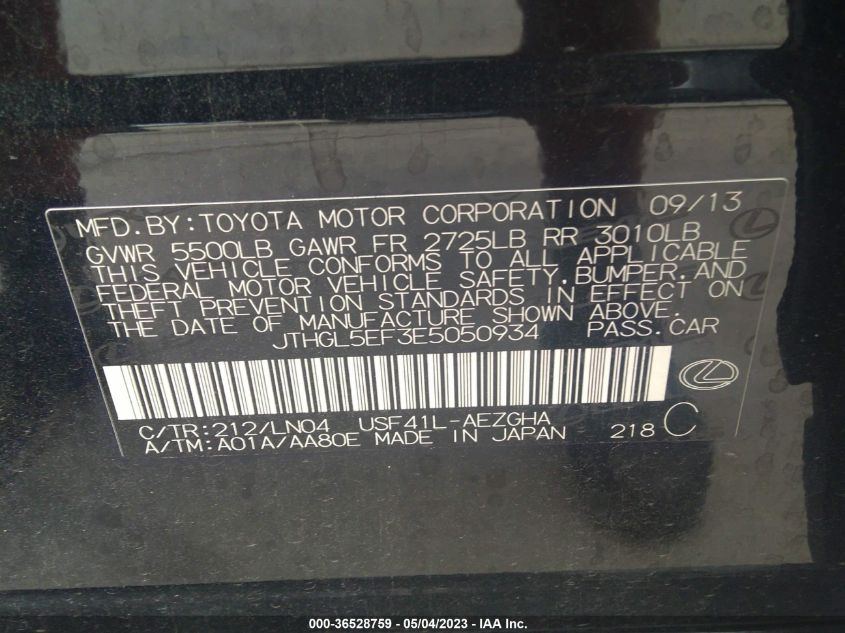 MFD.BY:TOYOTA MOTOR CORPORATION 09/13
GVWR 5500LB GAWR FR 2725LB RR 3010LB
THIS VEHICLE CONFORMS TO ALL APPLICABLE
FEDERAL MOTOR VEHICLE SAFETY,BUMPER,AND
THEFT PREVENTION STANDARDS IN EFFECT ON
THE DATE OF MANUFACTURE SHOWN ABOVE.
JTHGL5EF3E5050934 PASS.CAR
C/TR:212/LN04 USF41L-AEZGHA
A/TM:A01A/AA80E MADE IN JAPAN 218 C
000-36528759 - 05/04/2023 - IAA Inc.